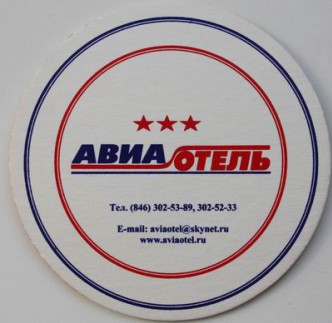 АВИАОТЕЛЬ
Тел. (846) 302-53-89, 302-52-33
E-mail: aviaotel@skynet.ru
www.aviaotel.ru